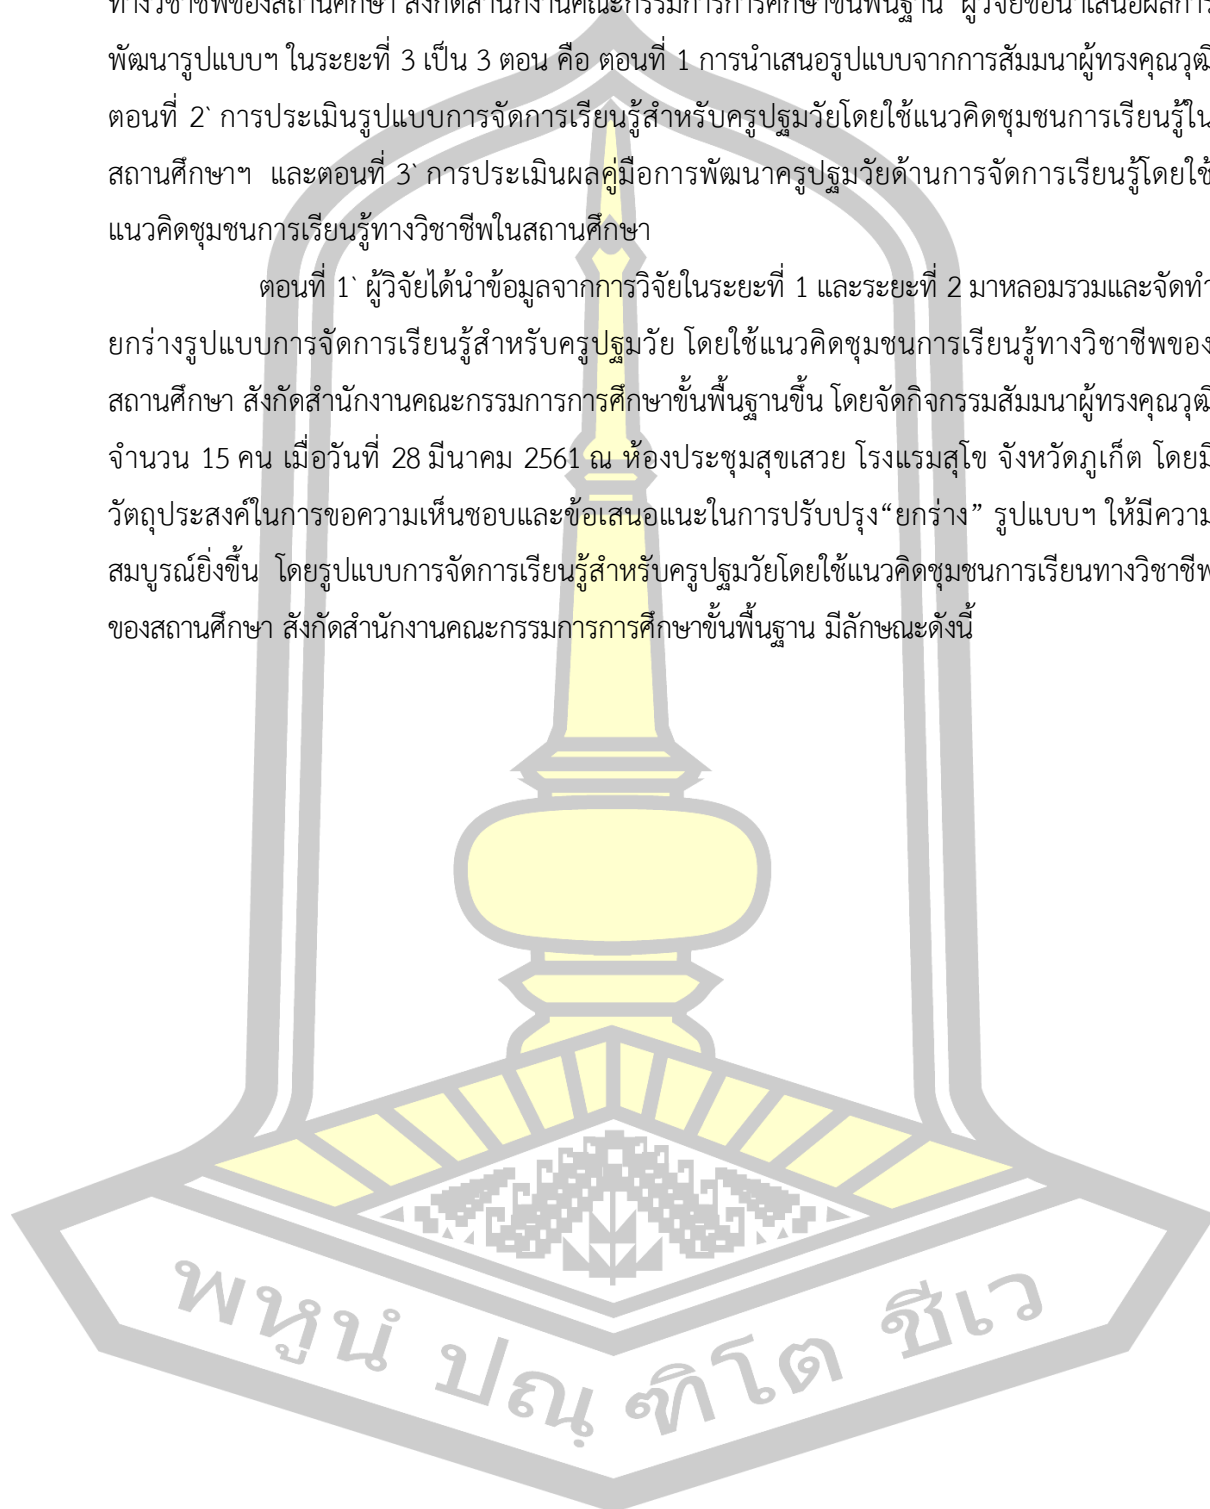 ทางวิชาชีพของสถานศึกษา สังกัดสำนักงานคณะกรรมการการศึกษาขั้นพื้นฐาน ผู้วิจัยขอนำเสนอผลการ
พัฒนารูปแบบฯ ในระยะที่ 3 เป็น 3 ตอน คือ ตอนที่ 1 การนำเสนอรูปแบบจากการสัมมนาผู้ทรงคุณวุฒิ
ตอนที่ 2` การประเมินรูปแบบการจัดการเรียนรู้สำหรับครูปฐมวัยโดยใช้แนวคิดชุมชนการเรียนรู้ใน
สถานศึกษาฯ และตอนที่ 3` การประเมินผลคู่มือการพัฒนาครูปฐมวัยด้านการจัดการเรียนรู้โดยใช้
แนวคิดชุมชนการเรียนรู้ทางวิชาชีพในสถานศึกษา
ตอนที่ 1` ผู้วิจัยได้นำข้อมูลจากการวิจัยในระยะที่ 1 และระยะที่ 2 มาหลอมรวมและจัดทำ
ยกร่างรูปแบบการจัดการเรียนรู้สำหรับครูปฐมวัย โดยใช้แนวคิดชุมชนการเรียนรู้ทางวิชาชีพของ
สถานศึกษา สังกัดสำนักงานคณะกรรมการการศึกษาขั้นพื้นฐานขึ้น โดยจัดกิจกรรมสัมมนาผู้ทรงคุณวุฒิ
จำนวน 15 คน เมื่อวันที่ 28 มีนาคม 2561 ณ ห้องประชุมสุขเสวย โรงแรมสุโข จังหวัดภูเก็ต โดยมี
วัตถุประสงค์ในการขอความเห็นชอบและข้อเสนอแนะในการปรับปรุง“ยกร่าง” รูปแบบฯ ให้มีความ
สมบูรณ์ยิ่งขึ้น โดยรูปแบบการจัดการเรียนรู้สำหรับครูปฐมวัยโดยใช้แนวคิดชุมชนการเรียนทางวิชาชีพ
ของสถานศึกษา สังกัดสำนักงานคณะกรรมการการศึกษาขั้นพื้นฐาน มีลักษณะดังนี้
พหูนํ ปณฺฑิโต ชีเว